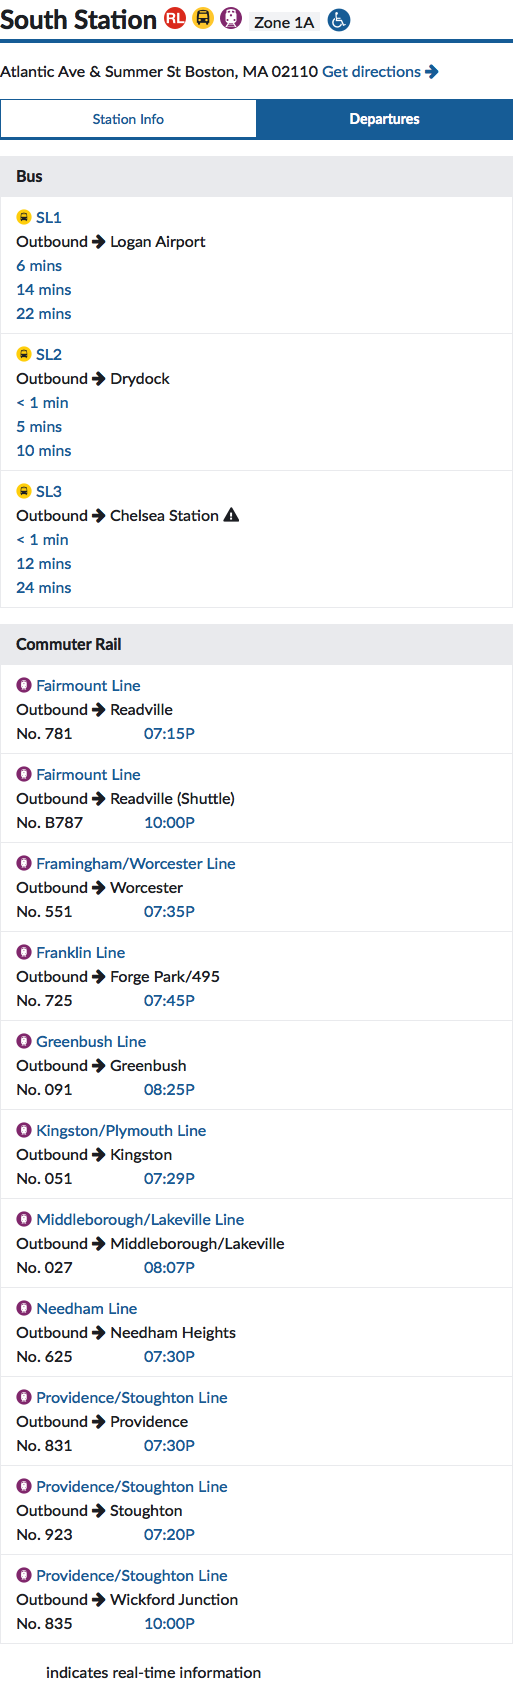 South Station RL Zone 1A
Atlantic Ave & Summer St Boston, MA 02110 Get directions
Station Info
Departures
Bus
SL1
Outbound → Logan Airport
6 mins
14 mins
22 mins
SL2
Outbound → Drydock
< 1 min
5 mins
10 mins
SL3
Outbound → Chelsea Station
< 1 min
12 mins
24 mins
Commuter Rail
Fairmount Line
Outbound → Readville
No. 781 07:15P
Fairmount Line
Outbound → Readville (Shuttle)
No. B787 10:00P
Framingham/Worcester Line
Outbound → Worcester
No. 551 07:35P
Franklin Line
Outbound → Forge Park/495
No. 725 07:45P
Greenbush Line
Outbound → Greenbush
No. 091 08:25P
Kingston/Plymouth Line
Outbound → Kingston
No. 051 07:29P
Middleborough/Lakeville Line
Outbound → Middleborough/Lakeville
No. 027 08:07P
Needham Line
Outbound → Needham Heights
No. 625 07:30P
Providence/Stoughton Line
Outbound → Providence
No. 831 07:30P
Providence/Stoughton Line
Outbound → Stoughton
No. 923 07:20P
Providence/Stoughton Line
Outbound → Wickford Junction
No. 835 10:00P
indicates real-time information